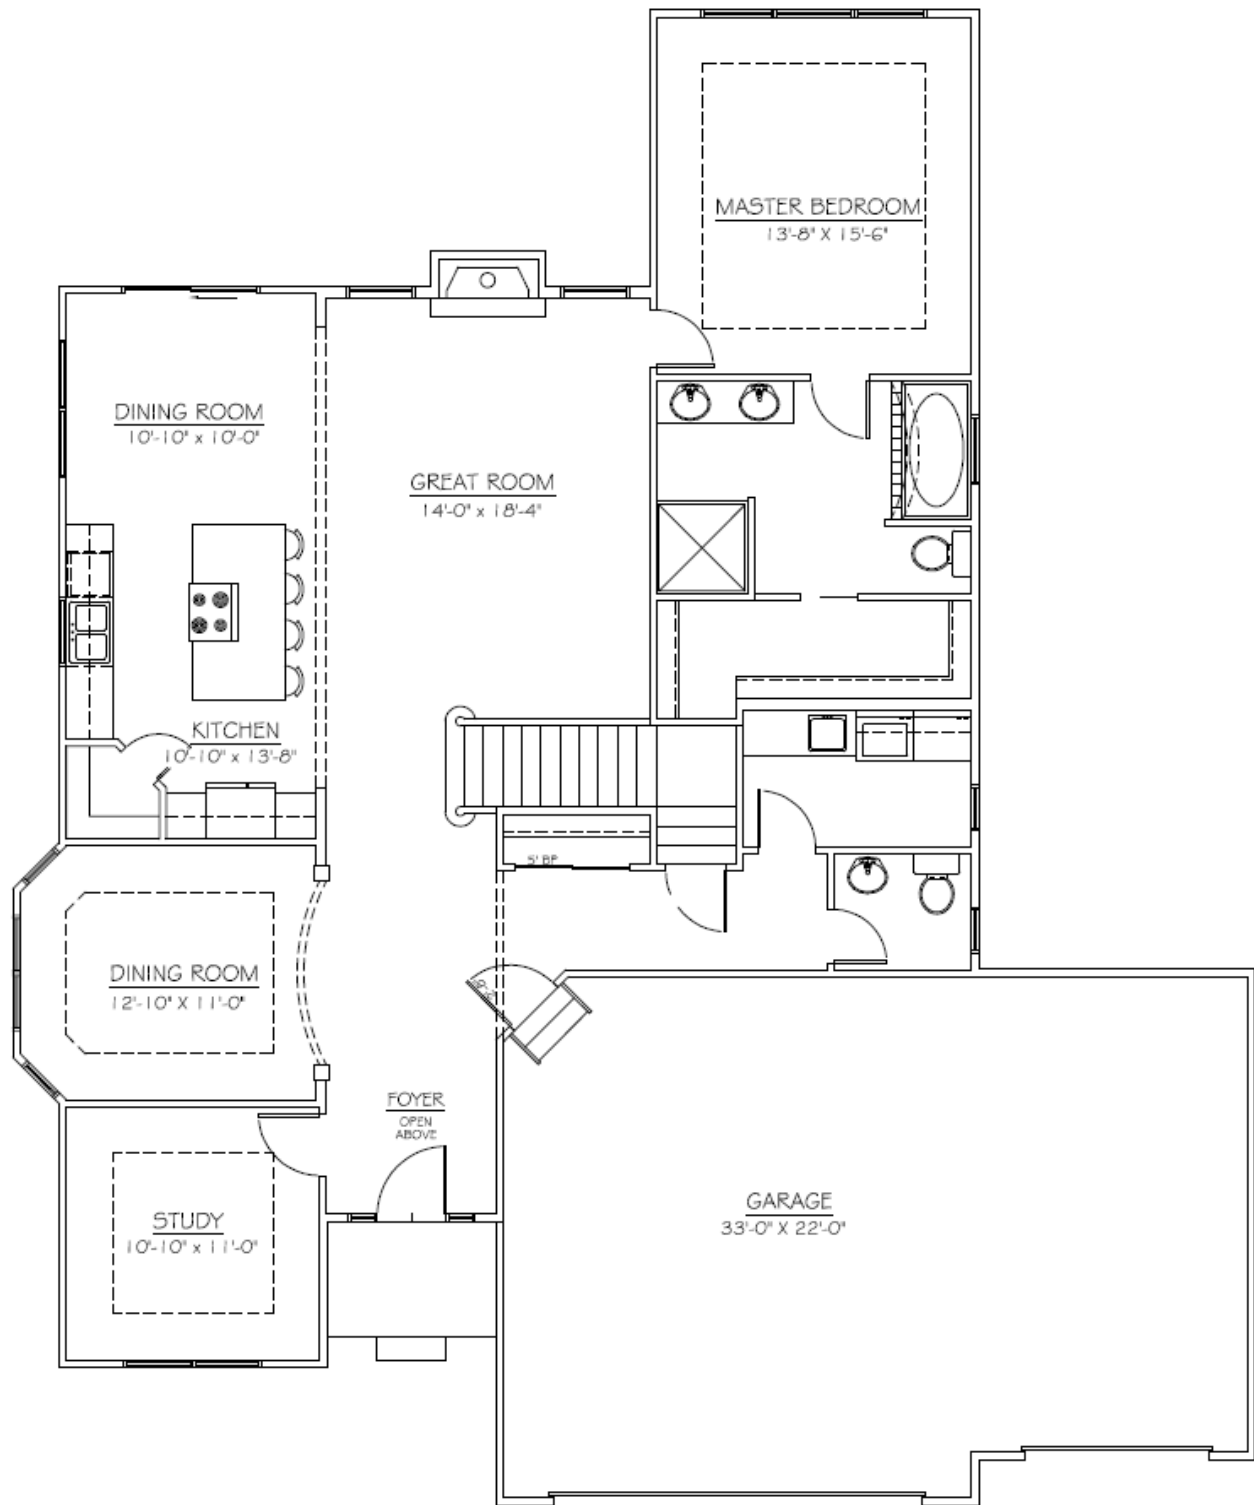 MASTER BEDROOM
13'-8" X 15'-6"
DINING ROOM
10'-10" x 10'-0"
GREAT ROOM
14'-0" x 18'-4"
KITCHEN
10'-10" x 13'-8"
5' BP
DINING ROOM
12'-10" X 11'-0"
FOYER
OPEN
ABOVE
STUDY
10'-10" x 11'-0"
GARAGE
33'-0" X 22'-0"